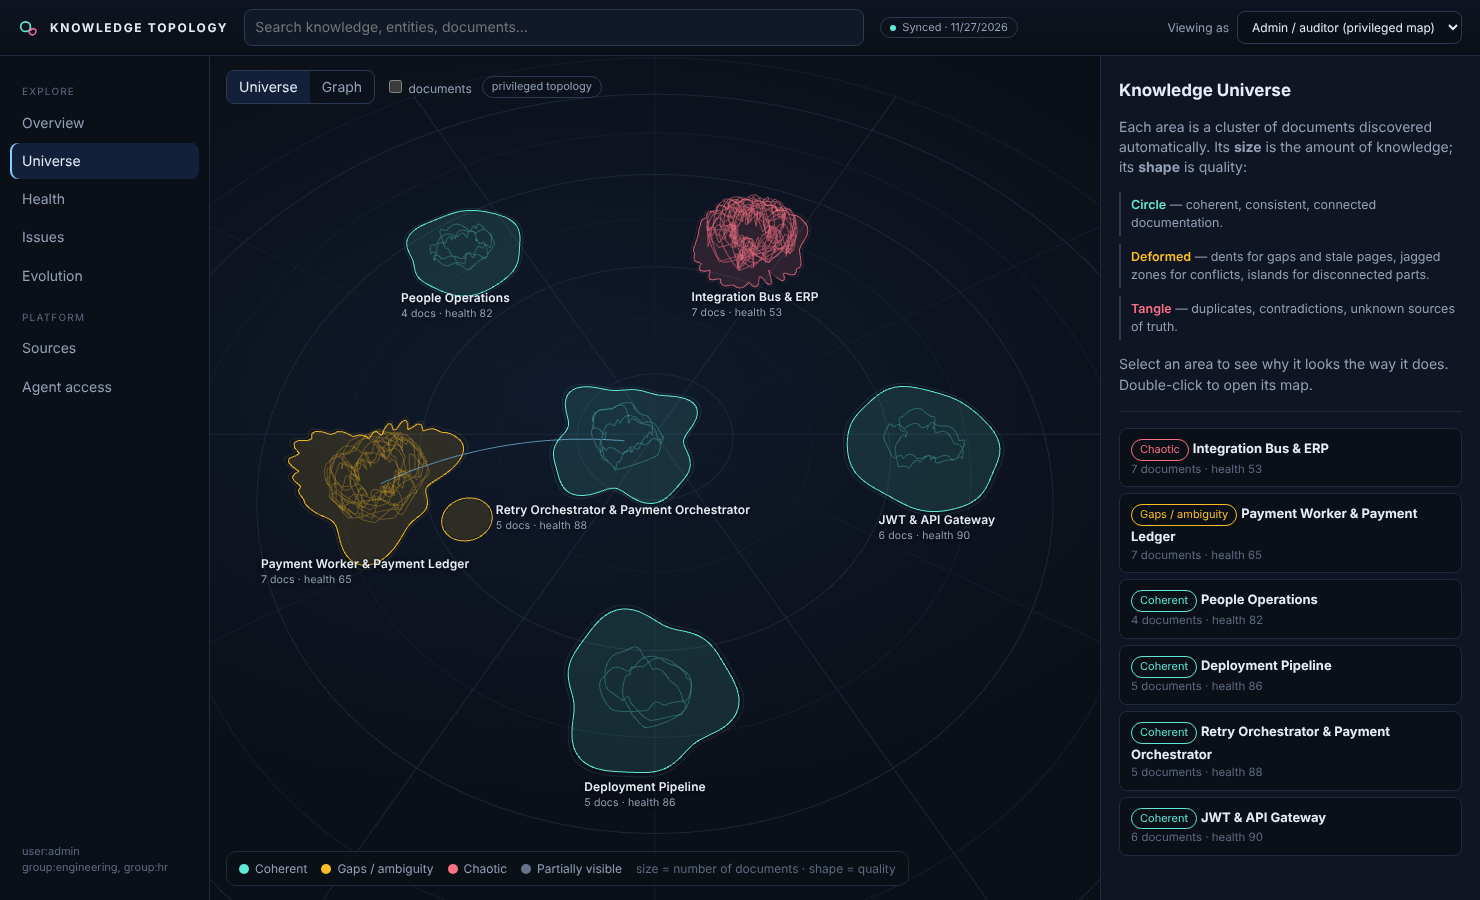 KNOWLEDGE TOPOLOGY
Search knowledge, entities, documents...
Synced · 11/27/2026
Viewing as
Admin / auditor (privileged map)
EXPLORE
Overview
Universe
Health
Issues
Evolution
PLATFORM
Sources
Agent access
user:admin
group:engineering, group:hr
Universe
Graph
documents
privileged topology
People Operations
4 docs · health 82
Integration Bus & ERP
7 docs · health 53
Retry Orchestrator & Payment Orchestrator
5 docs · health 88
JWT & API Gateway
6 docs · health 90
Payment Worker & Payment Ledger
7 docs · health 65
Deployment Pipeline
5 docs · health 86
Coherent
Gaps / ambiguity
Chaotic
Partially visible
size = number of documents · shape = quality
Knowledge Universe
Each area is a cluster of documents discovered
automatically. Its size is the amount of knowledge;
its shape is quality:
Circle — coherent, consistent, connected
documentation.
Deformed — dents for gaps and stale pages, jagged
zones for conflicts, islands for disconnected parts.
Tangle — duplicates, contradictions, unknown sources
of truth.
Select an area to see why it looks the way it does.
Double-click to open its map.
Chaotic Integration Bus & ERP
7 documents · health 53
Gaps / ambiguity Payment Worker & Payment
Ledger
7 documents · health 65
Coherent People Operations
4 documents · health 82
Coherent Deployment Pipeline
5 documents · health 86
Coherent Retry Orchestrator & Payment
Orchestrator
5 documents · health 88
Coherent JWT & API Gateway
6 documents · health 90